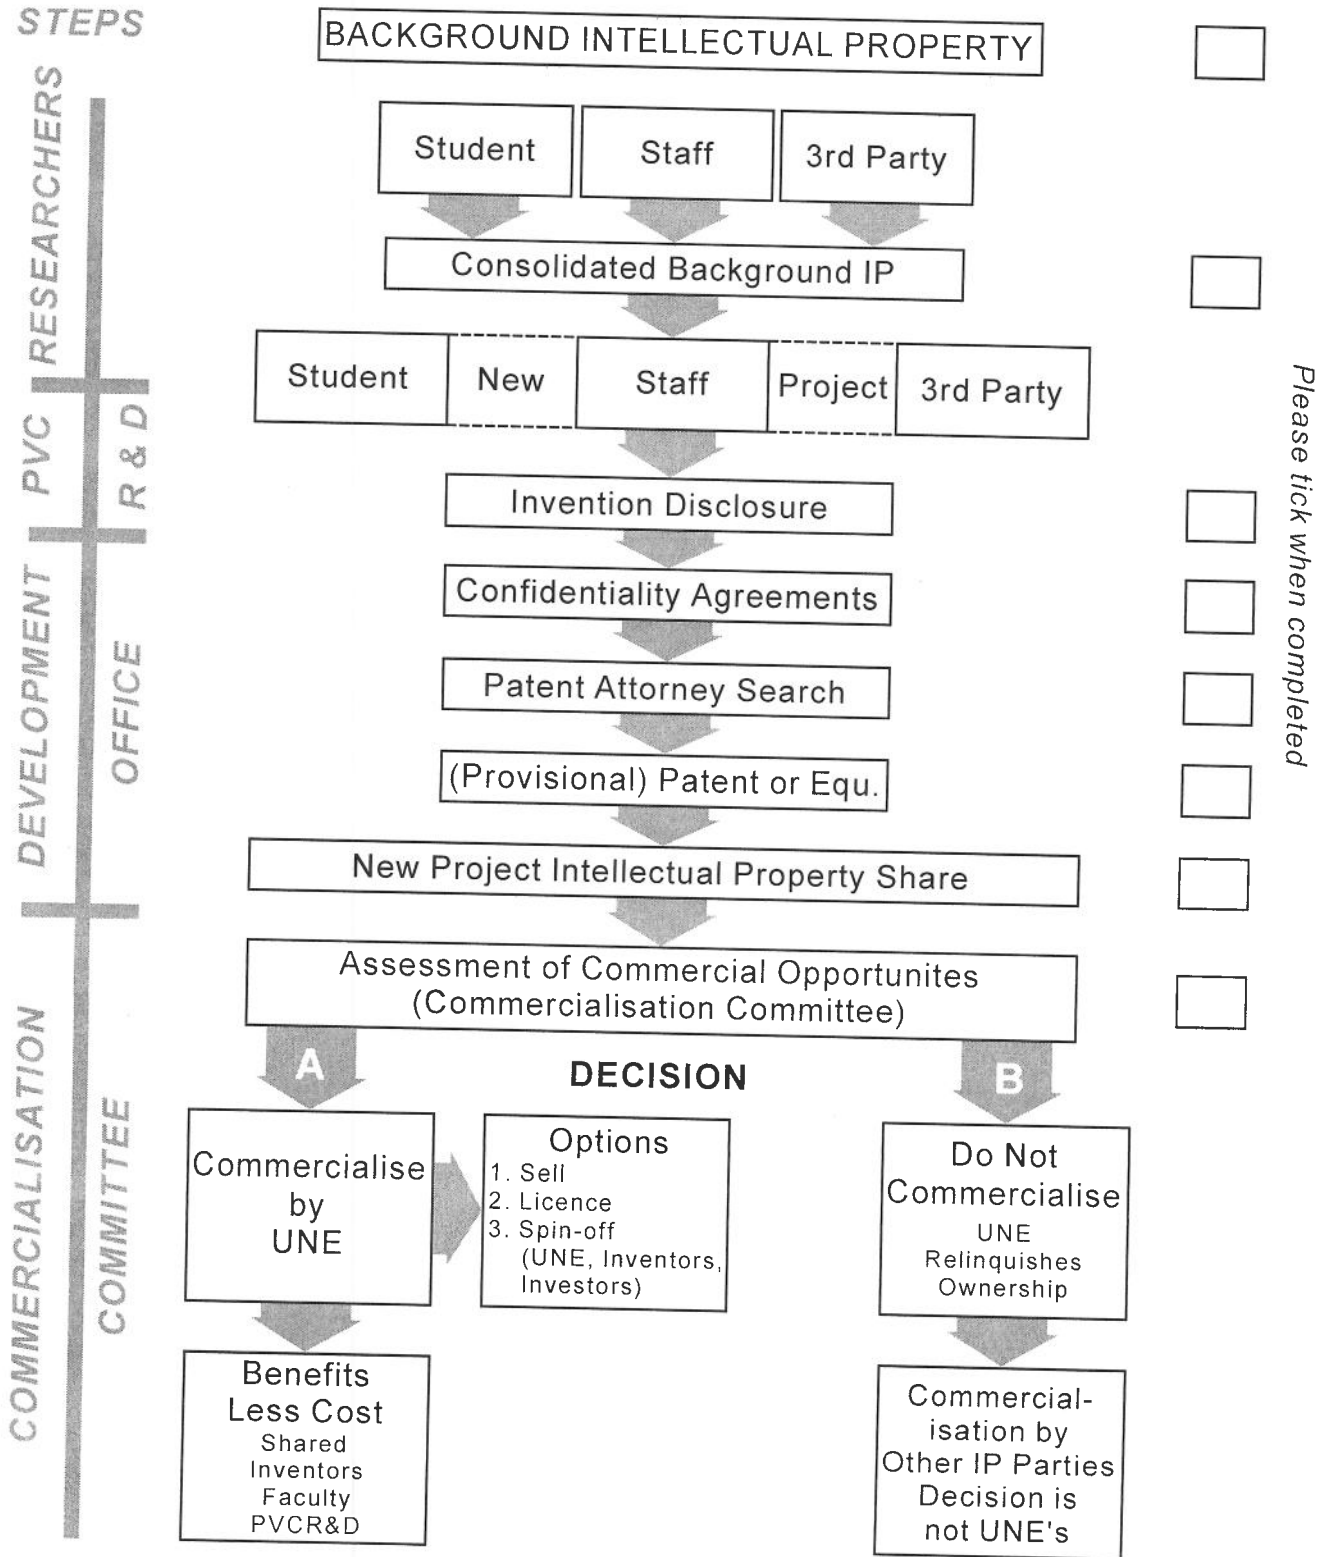 STEPS
BACKGROUND INTELLECTUAL PROPERTY
RESEARCHERS
Student
Staff
3rd Party
Consolidated Background IP
Student
New
Staff
Project
3rd Party
PVC
R & D
Invention Disclosure
Please tick when completed
DEVELOPMENT
OFFICE
Confidentiality Agreements
Patent Attorney Search
(Provisional) Patent or Equ.
New Project Intellectual Property Share
COMMERCIALISATION
COMMITTEE
Assessment of Commercial Opportunites
(Commercialisation Committee)
A
DECISION
B
Commercialise
by
UNE
Options
1. Sell
2. Licence
3. Spin-off
(UNE, Inventors,
Investors)
Do Not
Commercialise
UNE
Relinquishes
Ownership
Benefits
Less Cost
Shared
Inventors
Faculty
PVCR&D
Commercial-
isation by
Other IP Parties
Decision is
not UNE's